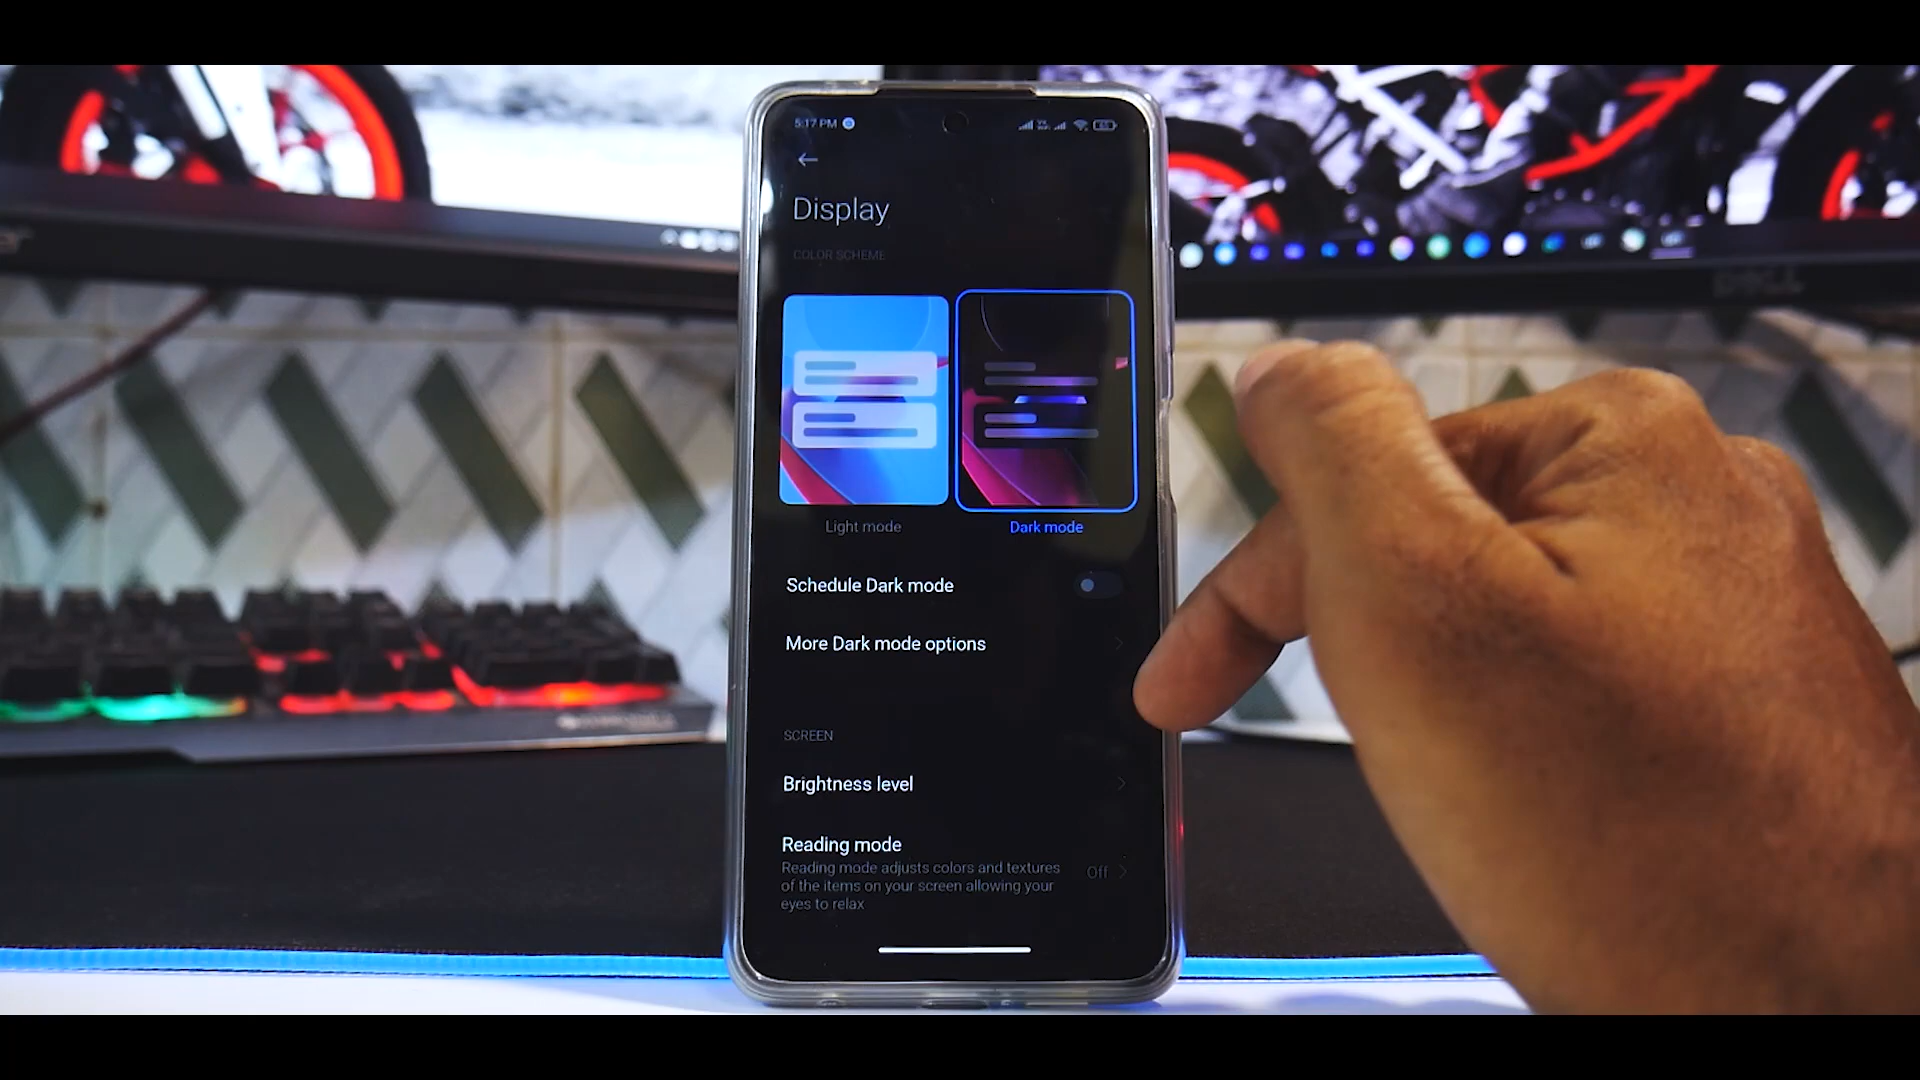 5:17 PM
Display
COLOR SCHEME
Light mode
Dark mode
Schedule Dark mode
More Dark mode options
SCREEN
Brightness level
Reading mode
Reading mode adjusts colors and textures
of the items on your screen allowing your
eyes to relax
Off
DELL